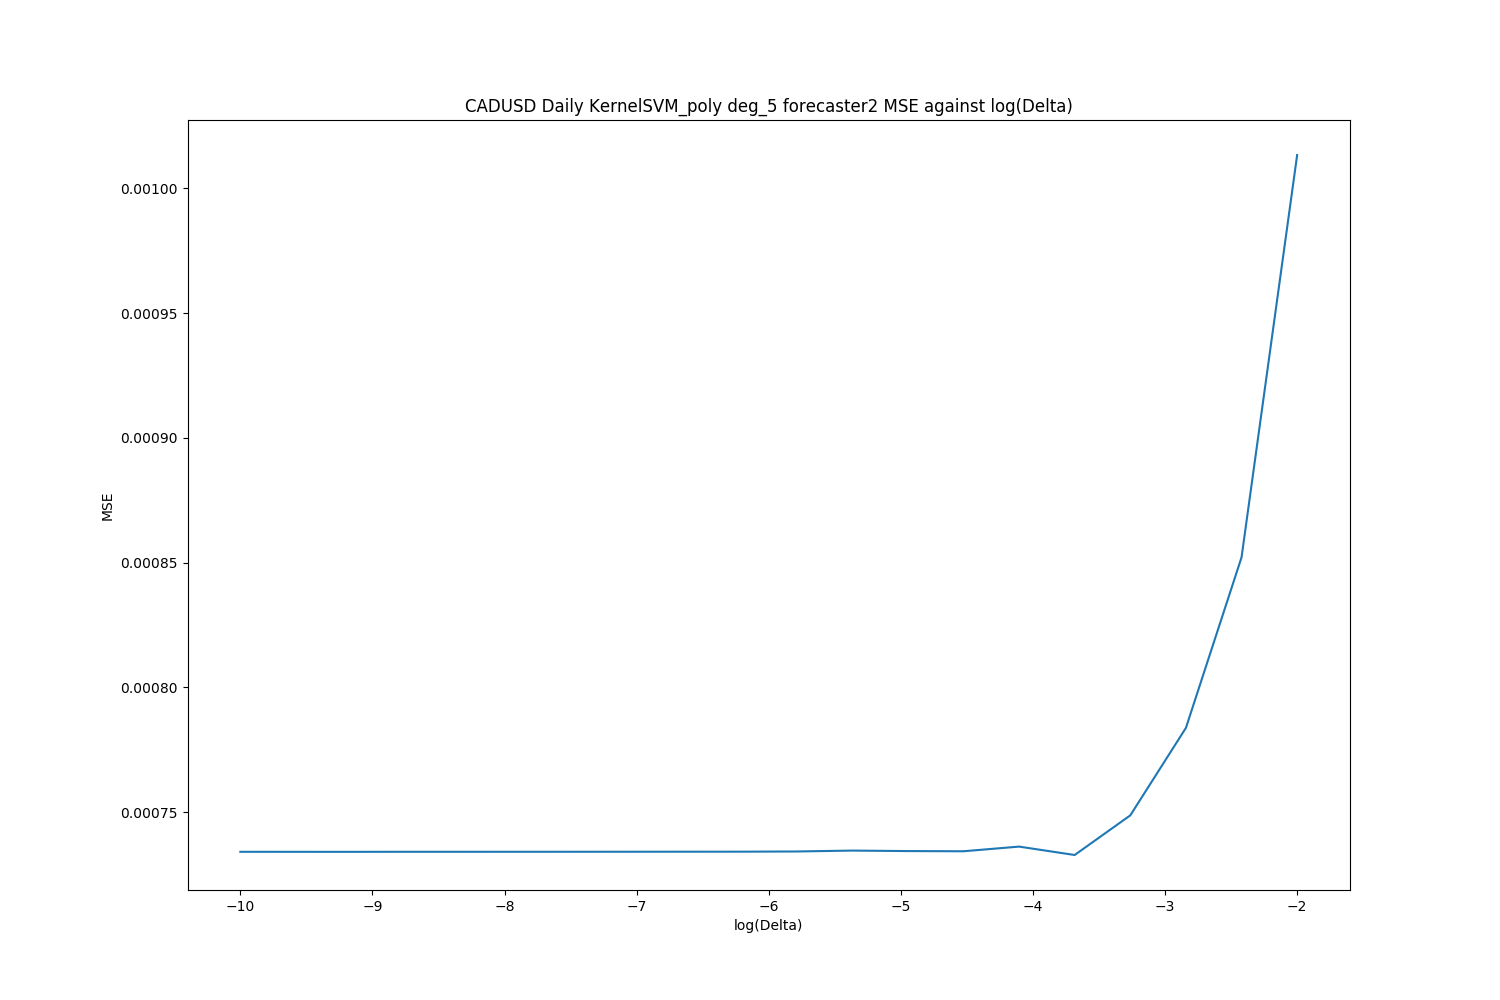 CADUSD Daily KernelSVM_poly deg_5 forecaster2 MSE against log(Delta)
0.00100
0.00095
0.00090
0.00085
0.00080
0.00075
MSE
−10 −9 −8 −7 −6 −5 −4 −3 −2
log(Delta)